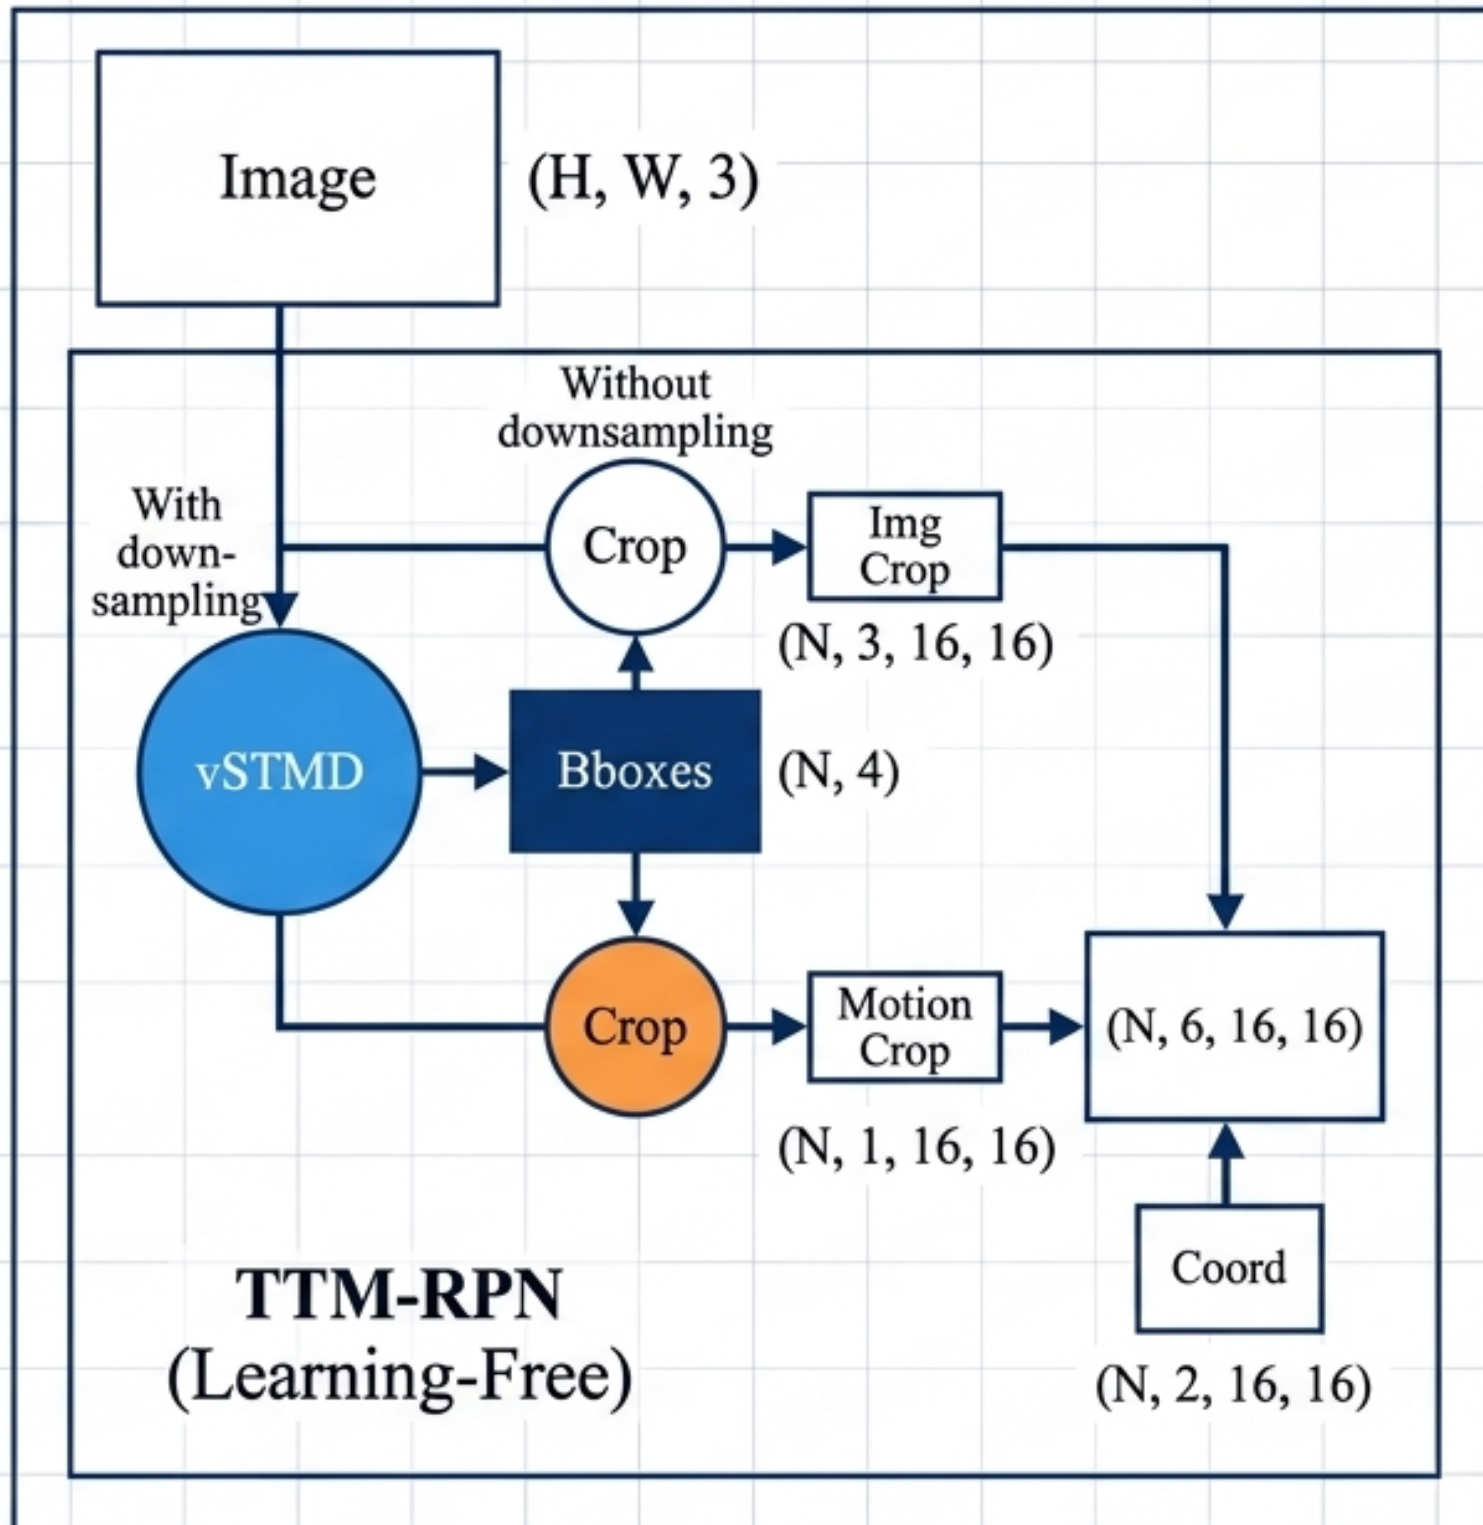 Image
(H, W, 3)
Without
downsampling
With
down-
sampling
Crop
Img
Crop
(N, 3, 16, 16)
vSTMD
Bboxes
(N, 4)
Crop
Motion
Crop
(N, 6, 16, 16)
(N, 1, 16, 16)
Coord
(N, 2, 16, 16)
TTM-RPN
(Learning-Free)